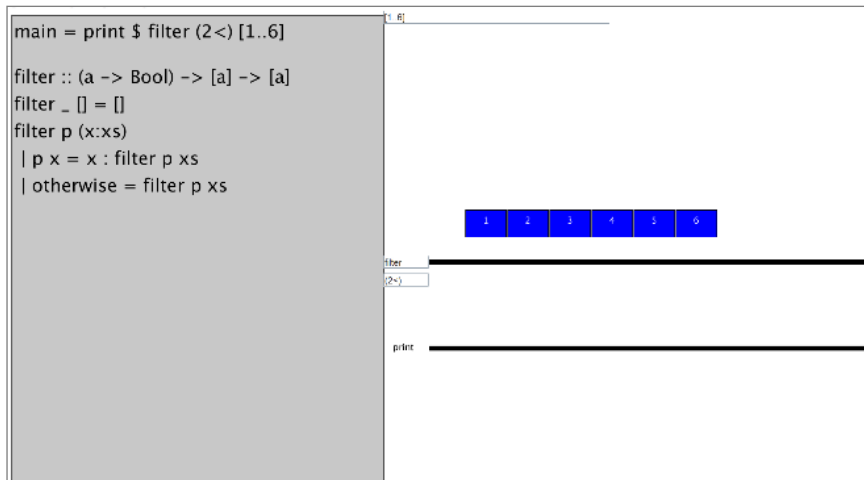 main = print $ filter (2<) [1..6]
filter :: (a -> Bool) -> [a] -> [a]
filter _ [] = []
filter p (x:xs)
| p x = x : filter p xs
| otherwise = filter p xs
[1..6]
1 2 3 4 5 6
filter
(2<)
print